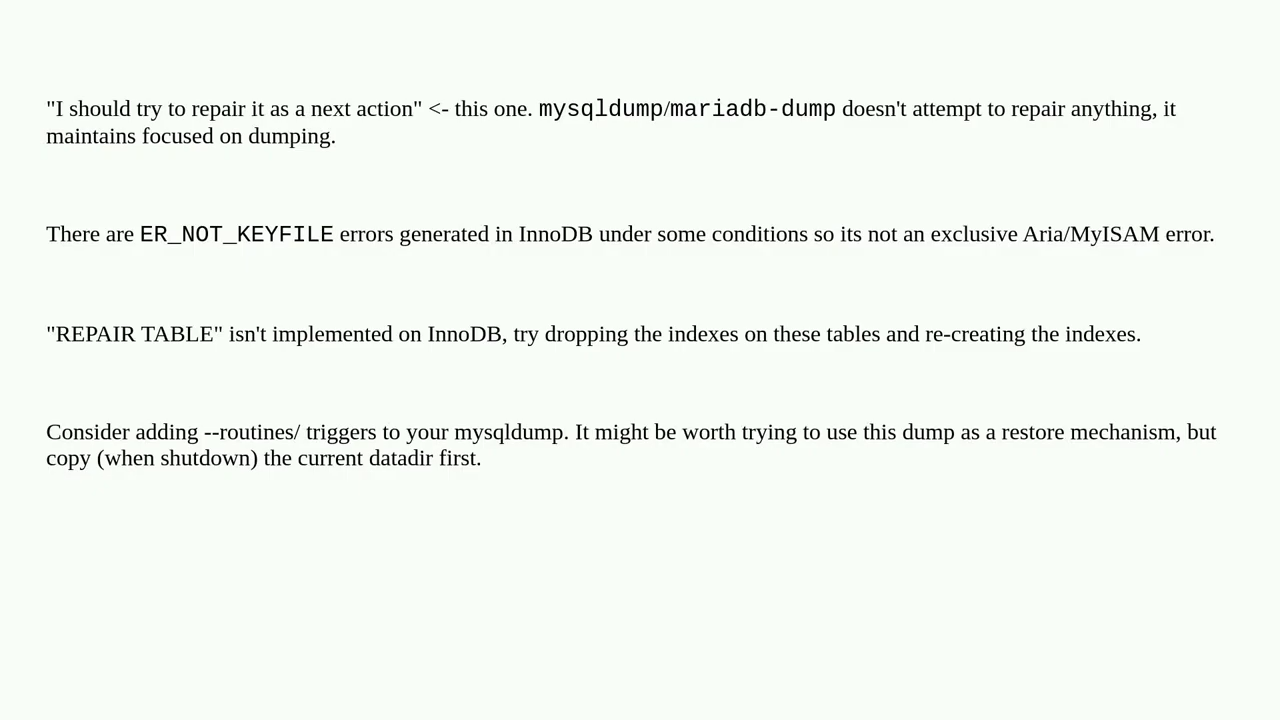 "I should try to repair it as a next action" <- this one. mysqldump/mariadb-dump doesn't attempt to repair anything, it
maintains focused on dumping.
There are ER_NOT_KEYFILE errors generated in InnoDB under some conditions so its not an exclusive Aria/MyISAM error.
"REPAIR TABLE" isn't implemented on InnoDB, try dropping the indexes on these tables and re-creating the indexes.
Consider adding --routines/ triggers to your mysqldump. It might be worth trying to use this dump as a restore mechanism, but
copy (when shutdown) the current datadir first.